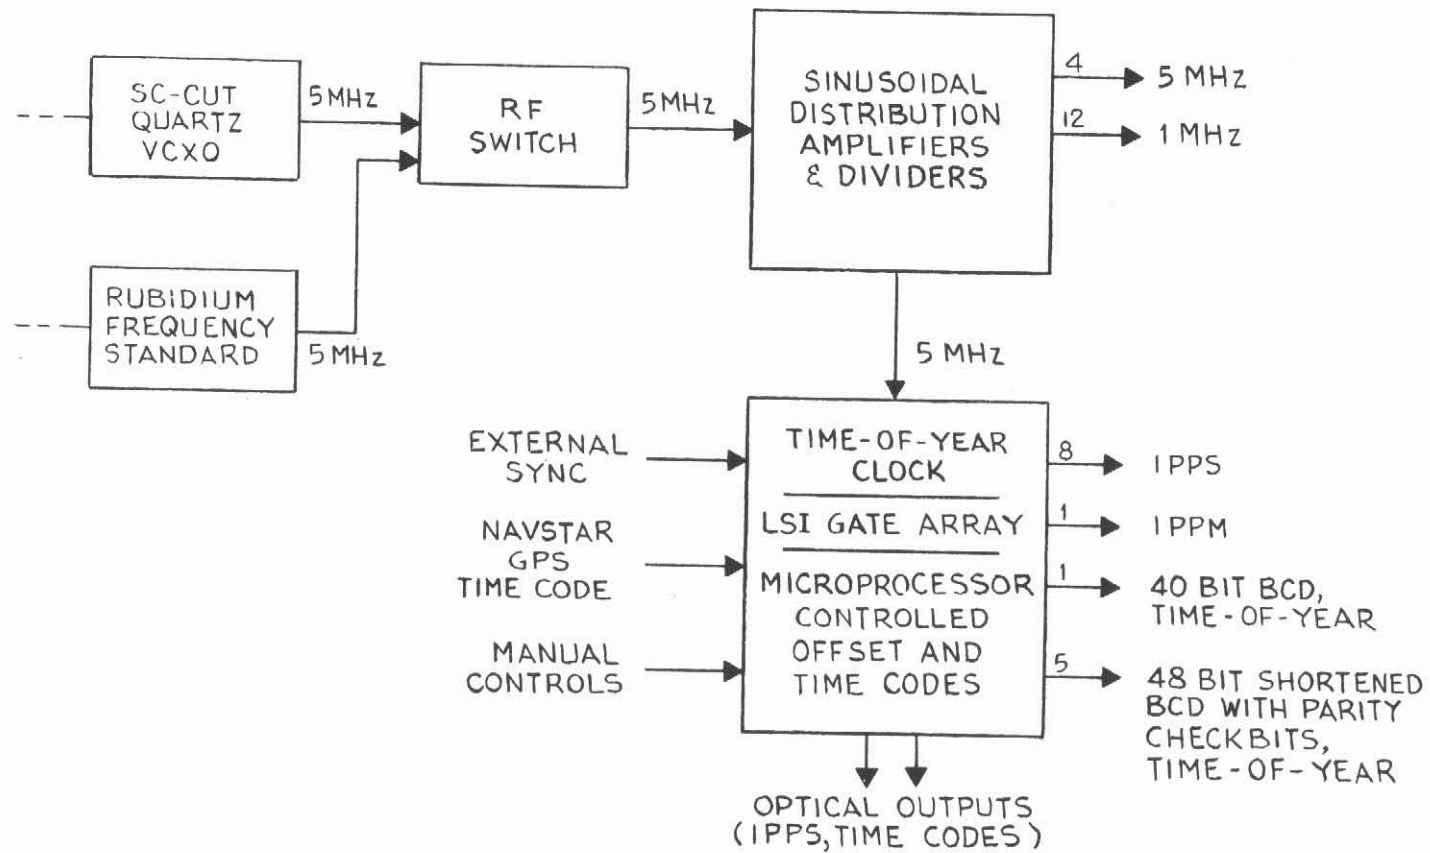 SC-CUT
QUARTZ
VCXO
5MHz
RF
SWITCH
5MHz
SINUSOIDAL
DISTRIBUTION
AMPLIFIERS
& DIVIDERS
4
5 MHz
12
1 MHz
RUBIDIUM
FREQUENCY
STANDARD
5 MHz
5 MHz
EXTERNAL
SYNC
NAVSTAR
GPS
TIME CODE
MANUAL
CONTROLS
TIME-OF-YEAR
CLOCK
LSI GATE ARRAY
MICROPROCESSOR
CONTROLLED
OFFSET AND
TIME CODES
8
1PPS
1
1PPM
1
40 BIT BCD,
TIME-OF-YEAR
5
48 BIT SHORTENED
BCD WITH PARITY
CHECKBITS,
TIME-OF-YEAR
OPTICAL OUTPUTS
(1PPS,TIME CODES)